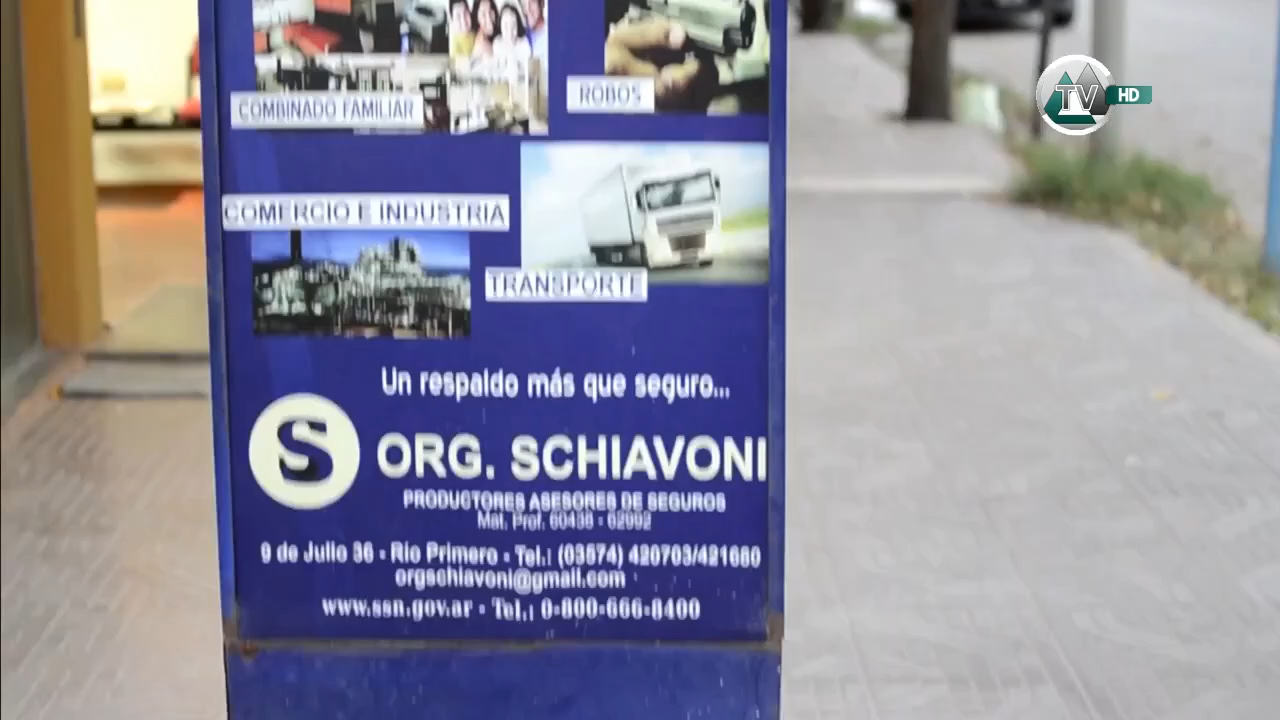 COMBINADO FAMILIAR
ROBOS
TV HD
COMERCIO E INDUSTRIA
TRANSPORTE
Un respaldo más que seguro...
S ORG. SCHIAVONI
PRODUCTORES ASESORES DE SEGUROS
Mat. Prof. 60438 - 62992
9 de Julio 36 - Río Primero - Tel.: (03574) 420703/421680
orgschiavoni@gmail.com
www.ssn.gov.ar - Tel.: 0-800-666-8400